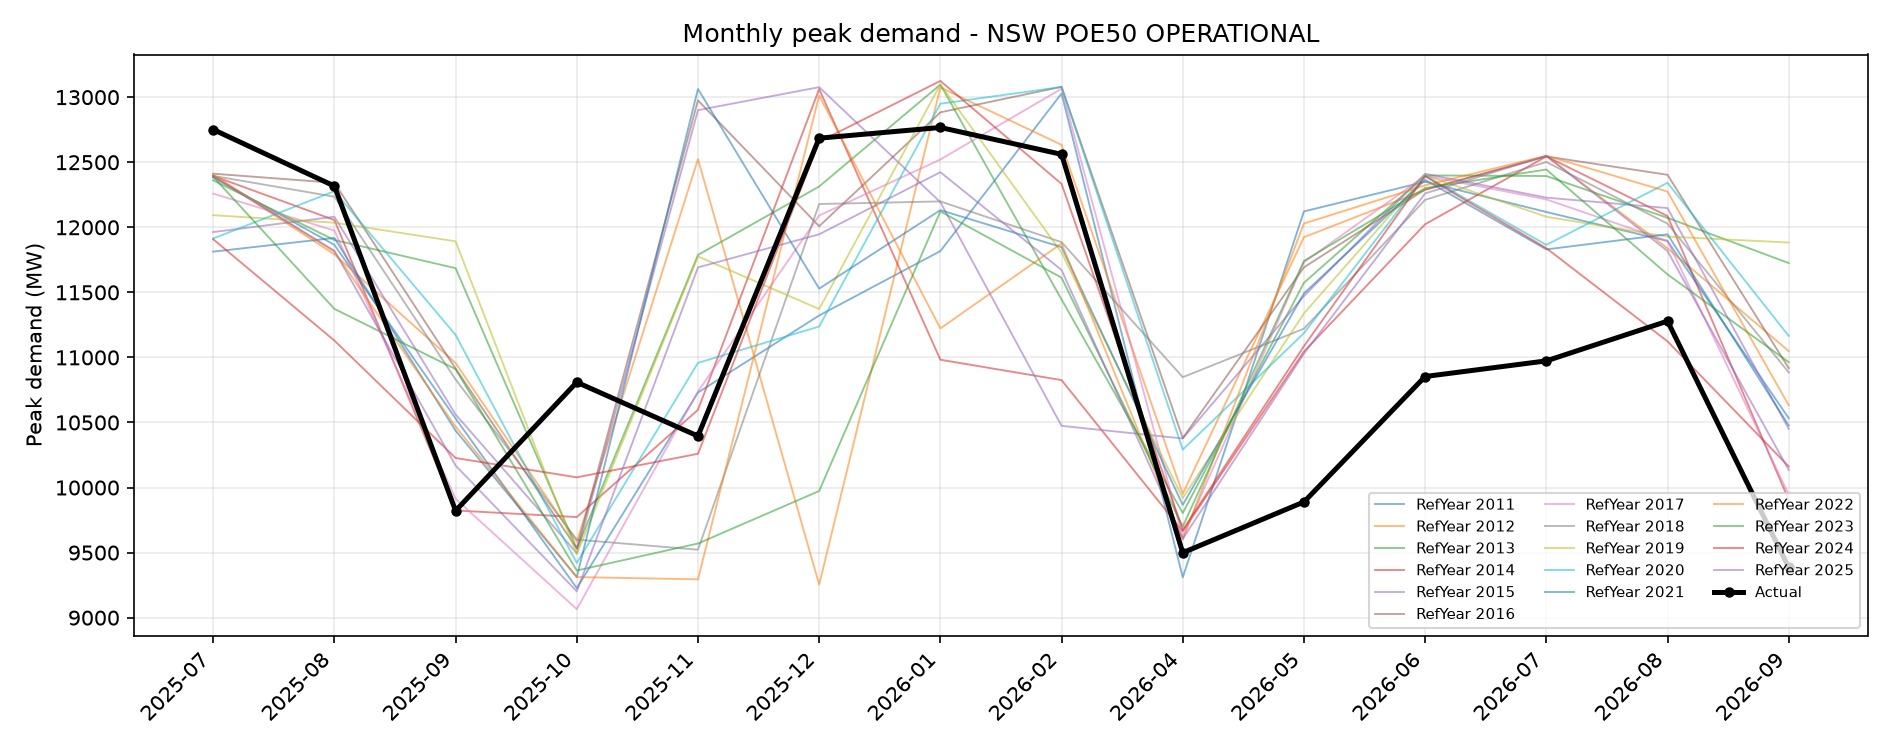 Monthly peak demand - NSW POE50 OPERATIONAL
Peak demand (MW)
13000
12500
12000
11500
11000
10500
10000
9500
9000
2025-07
2025-08
2025-09
2025-10
2025-11
2025-12
2026-01
2026-02
2026-04
2026-05
2026-06
2026-07
2026-08
2026-09
RefYear 2011
RefYear 2012
RefYear 2013
RefYear 2014
RefYear 2015
RefYear 2016
RefYear 2017
RefYear 2018
RefYear 2019
RefYear 2020
RefYear 2021
RefYear 2022
RefYear 2023
RefYear 2024
RefYear 2025
Actual